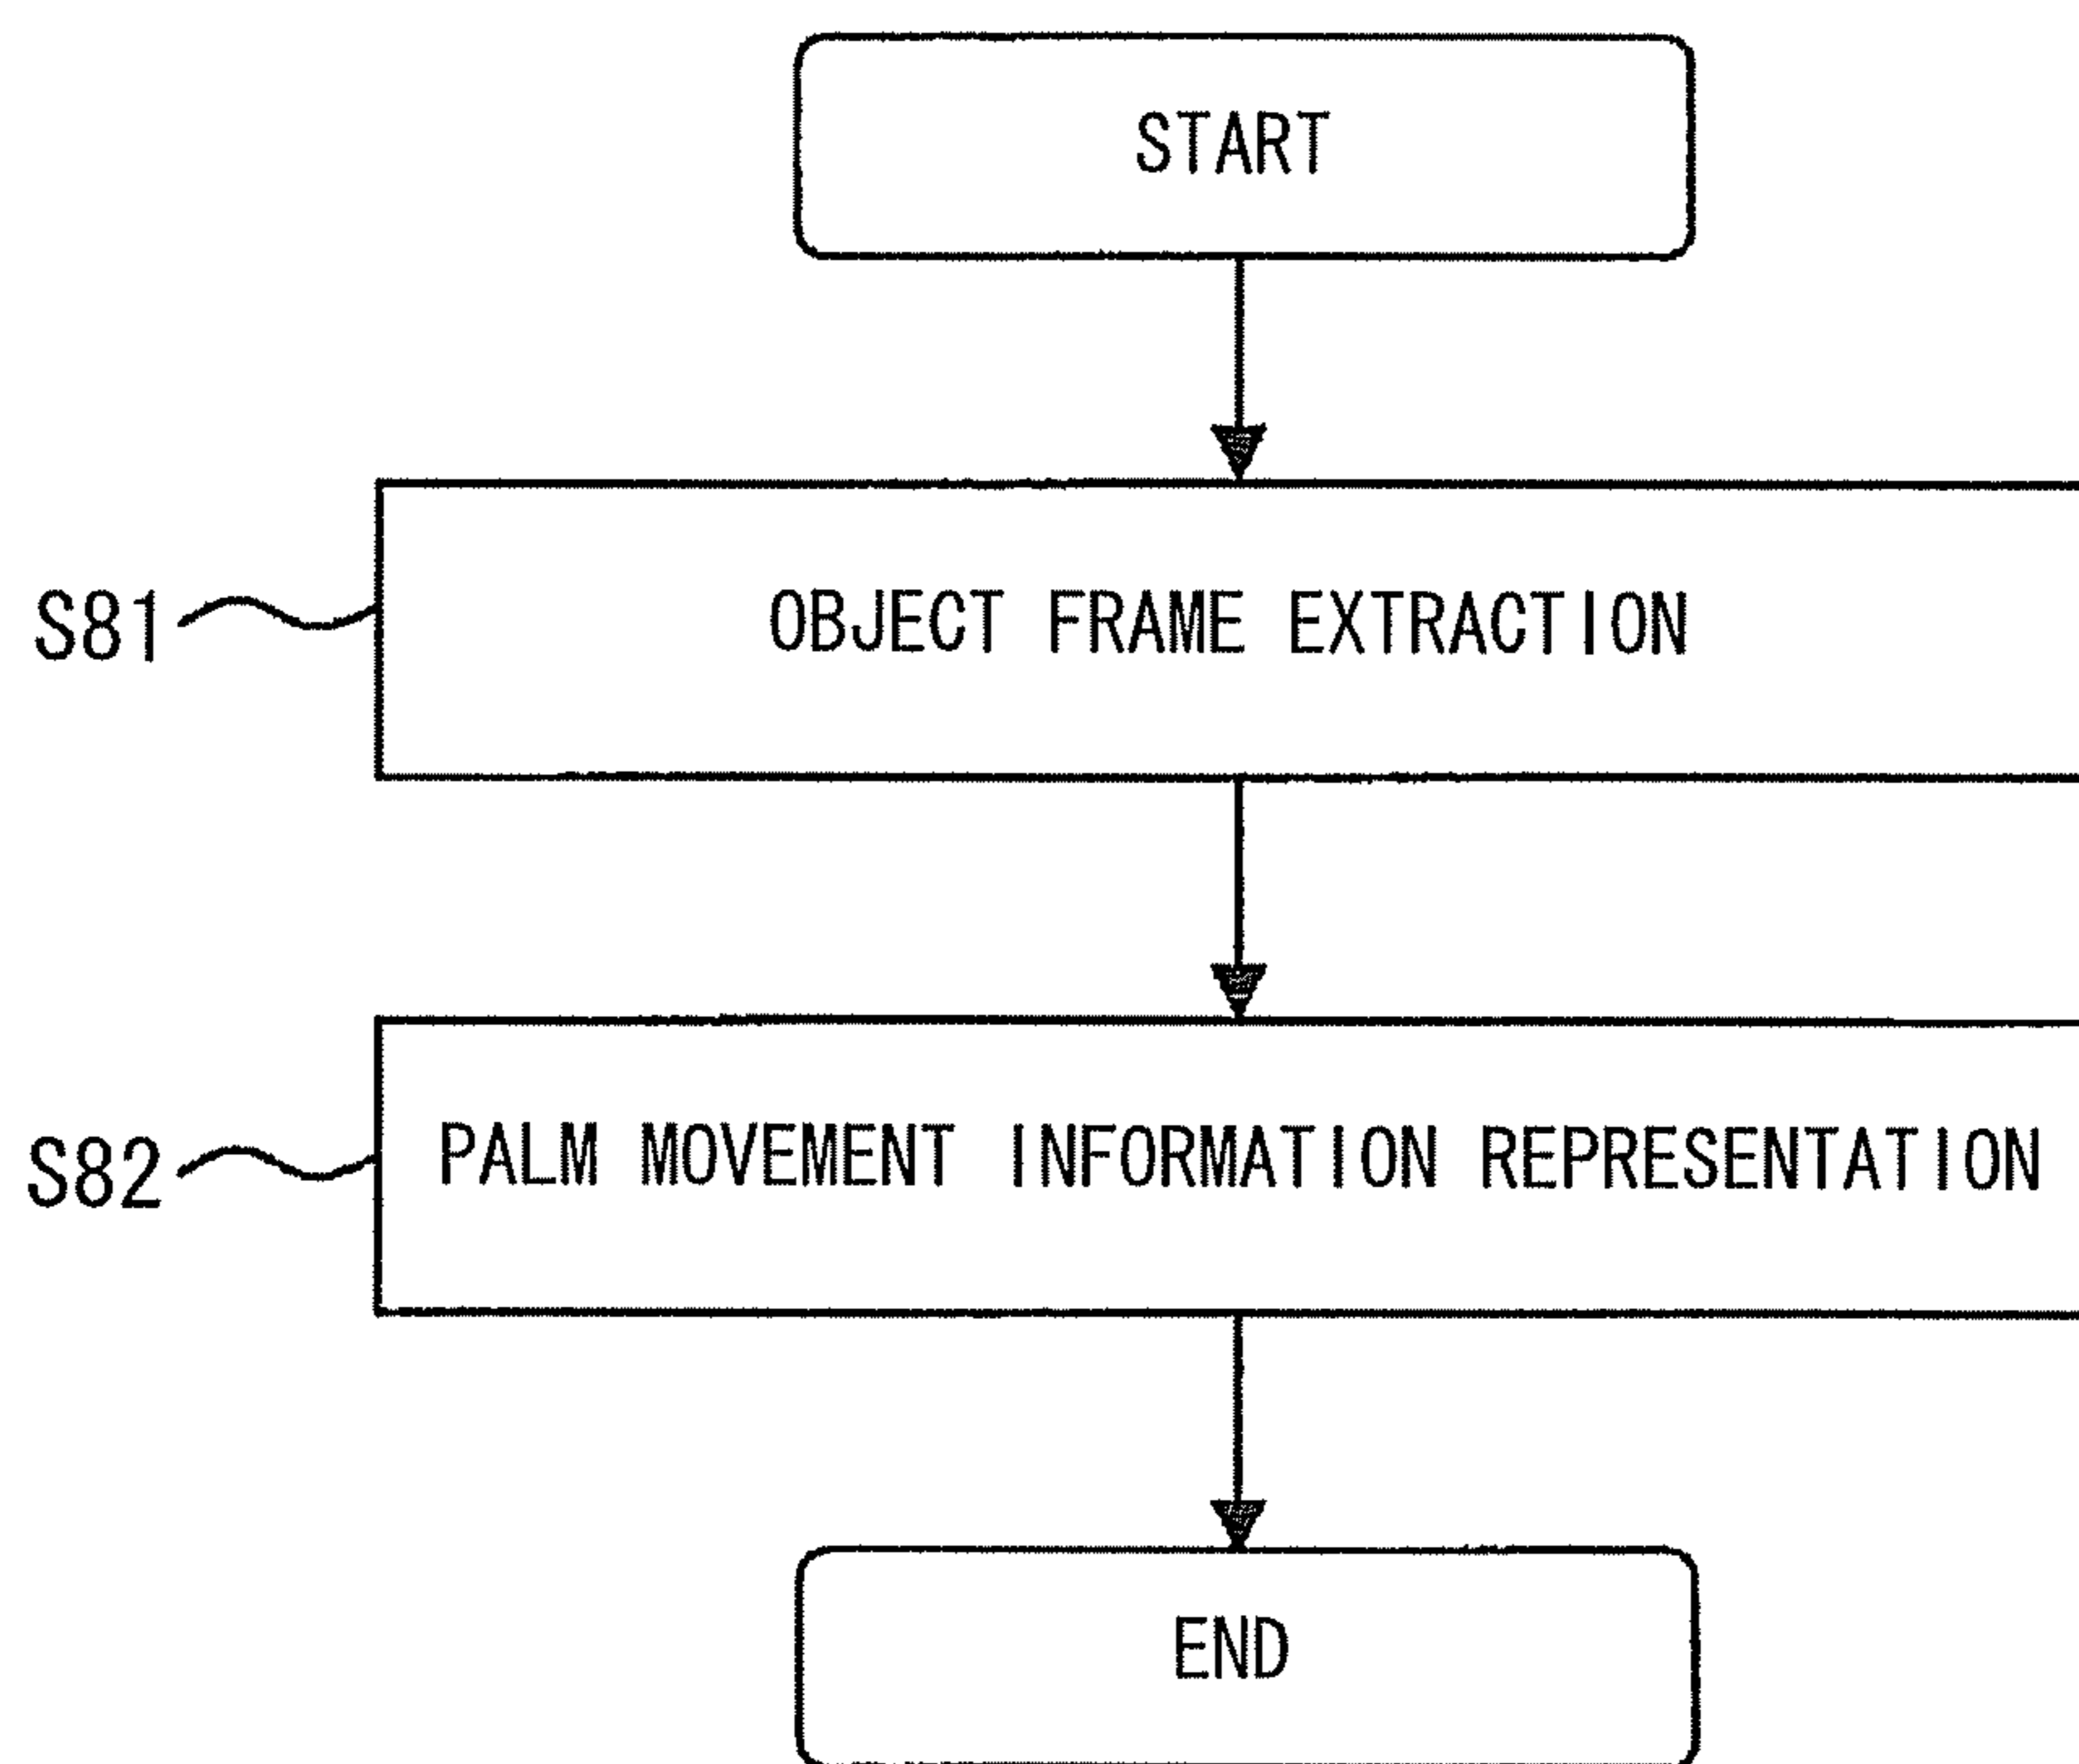 START
S81
OBJECT FRAME EXTRACTION
S82
PALM MOVEMENT INFORMATION REPRESENTATION
END